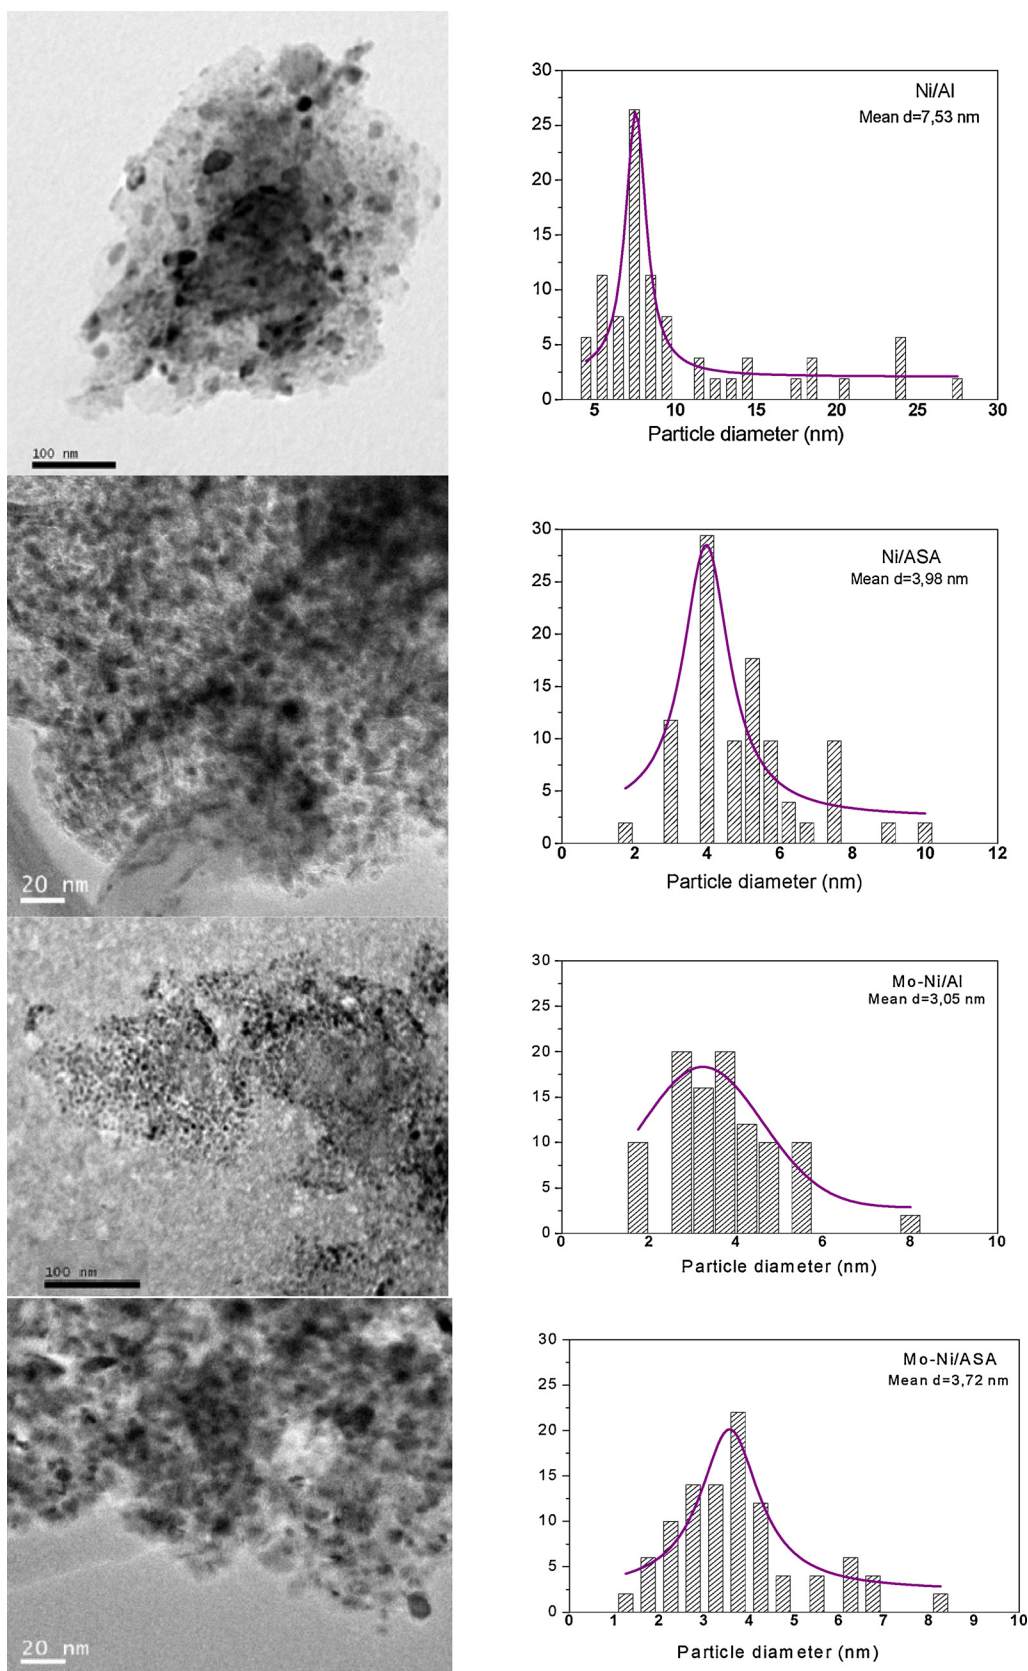 100 nm
30
25
20
15
10
5
0
Ni/Al
Mean d=7,53 nm
5 10 15 20 25 30
Particle diameter (nm)
20 nm
30
25
20
15
10
5
0
Ni/ASA
Mean d=3,98 nm
0 2 4 6 8 10 12
Particle diameter (nm)
100 nm
30
25
20
15
10
5
0
Mo-Ni/Al
Mean d=3,05 nm
0 2 4 6 8 10
Particle diameter (nm)
20 nm
30
25
20
15
10
5
0
Mo-Ni/ASA
Mean d=3,72 nm
0 1 2 3 4 5 6 7 8 9 10
Particle diameter (nm)